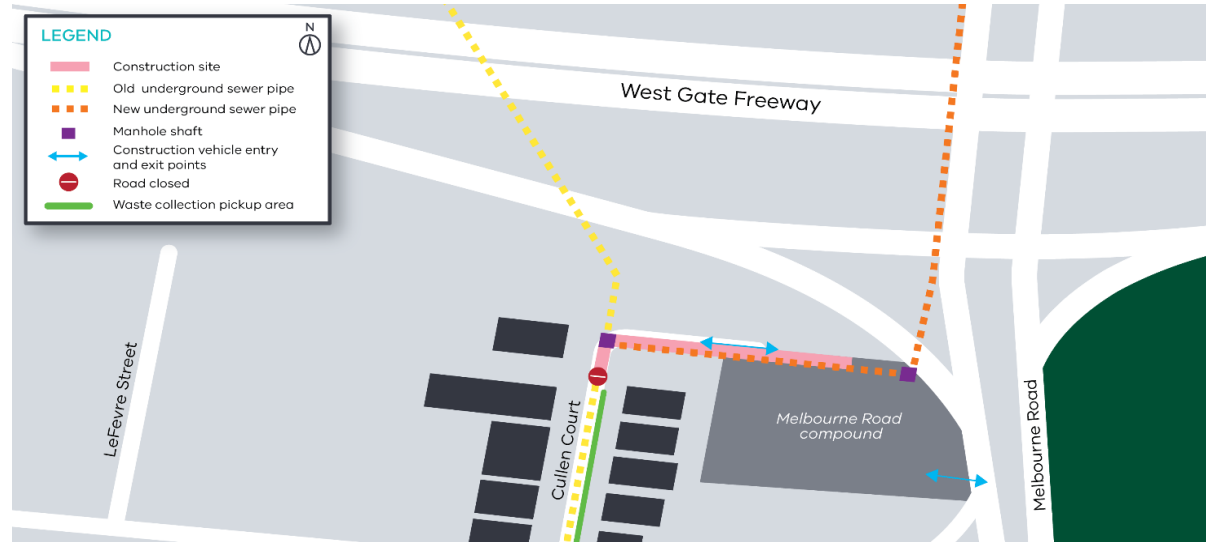 LEGEND
N
Construction site
Old underground sewer pipe
New underground sewer pipe
Manhole shaft
Construction vehicle entry
and exit points
Road closed
Waste collection pickup area
West Gate Freeway
LeFevre Street
Cullen Court
Melbourne Road
compound
Melbourne Road